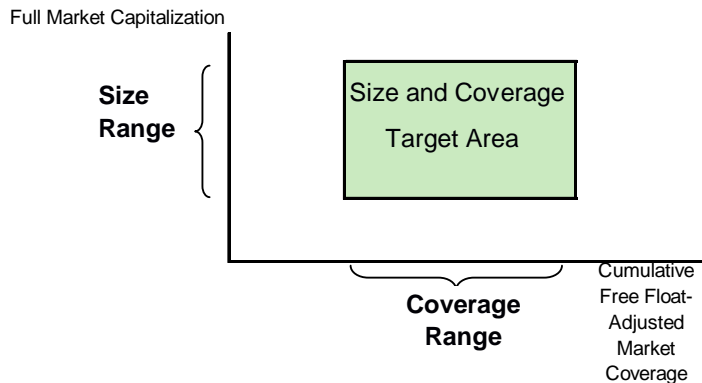 Full Market Capitalization
Size
Range
Size and Coverage
Target Area
Coverage
Range
Cumulative
Free Float-
Adjusted
Market
Coverage